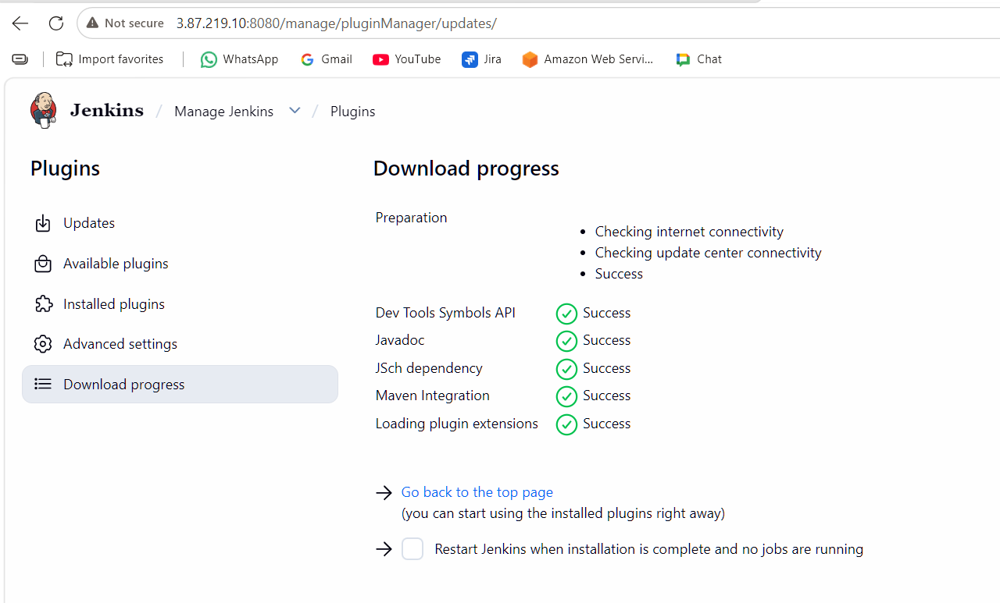 Not secure 3.87.219.10:8080/manage/pluginManager/updates/
Import favorites WhatsApp Gmail YouTube Jira Amazon Web Servi... Chat
Jenkins / Manage Jenkins / Plugins
Plugins
Updates
Available plugins
Installed plugins
Advanced settings
Download progress
Download progress
Preparation
• Checking internet connectivity
• Checking update center connectivity
• Success
Dev Tools Symbols API Success
Javadoc Success
JSch dependency Success
Maven Integration Success
Loading plugin extensions Success
Go back to the top page
(you can start using the installed plugins right away)
Restart Jenkins when installation is complete and no jobs are running